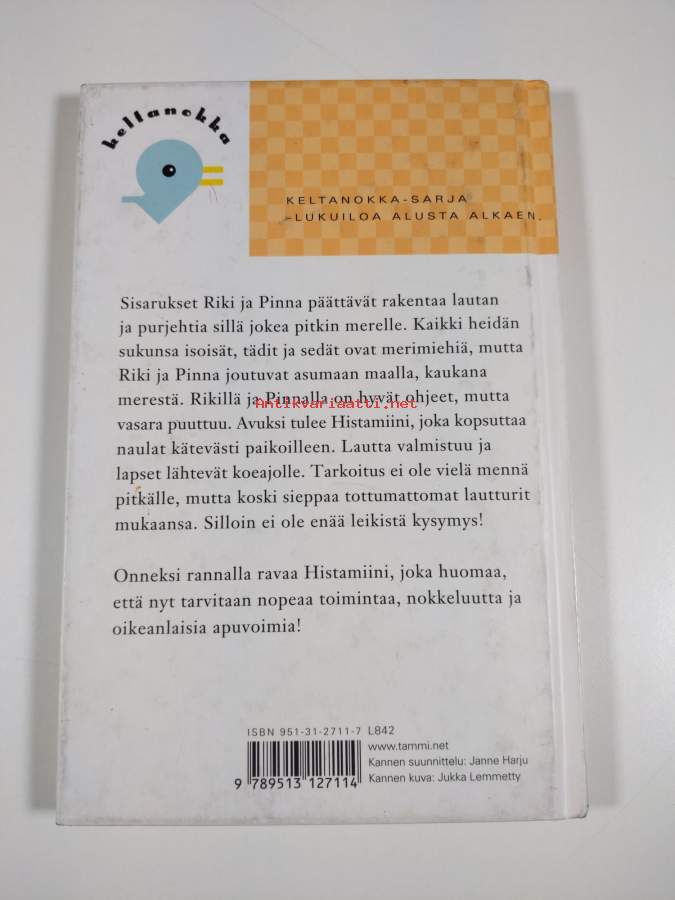 keltanokka
KELTANOKKA-SARJA
–LUKUILOA ALUSTA ALKAEN.
Sisarukset Riki ja Pinna päättävät rakentaa lautan
ja purjehtia sillä jokea pitkin merelle. Kaikki heidän
sukunsa isoisät, tädit ja sedät ovat merimiehiä, mutta
Riki ja Pinna joutuvat asumaan maalla, kaukana
merestä. Rikillä ja Pinnalla on hyvät ohjeet, mutta
Antikvariaatti.net
vasara puuttuu. Avuksi tulee Histamiini, joka kopsuttaa
naulat kätevästi paikoilleen. Lautta valmistuu ja
lapset lähtevät koeajolle. Tarkoitus ei ole vielä mennä
pitkälle, mutta koski sieppaa tottumattomat lautturit
mukaansa. Silloin ei ole enää leikistä kysymys!
Onneksi rannalla ravaa Histamiini, joka huomaa,
että nyt tarvitaan nopeaa toimintaa, nokkeluutta ja
oikeanlaisia apuvoimia!
ISBN 951-31-2711-7 L842
www.tammi.net
Kannen suunnittelu: Janne Harju
Kannen kuva: Jukka Lemmetty
9 789513 127114